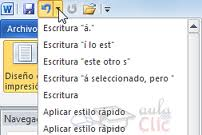 Archivo
Escritura "á."
Escritura "í lo est"
Escritura "este otro s"
Escritura "á seleccionado, pero "
Escritura
Aplicar estilo rápido
Aplicar estilo rápido
Diseño
impresió
Navega
aula
Clic